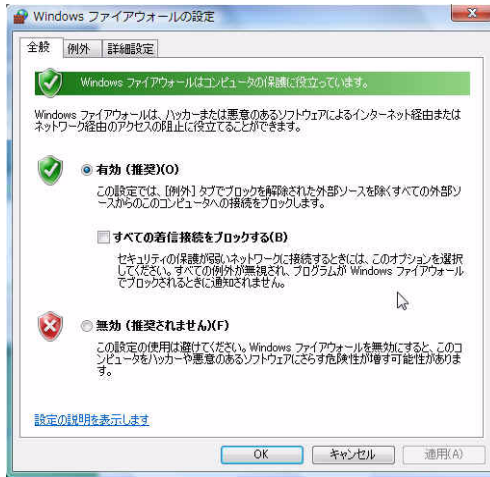 Windows ファイアウォールの設定
全般 例外 詳細設定
Windows ファイアウォールはコンピュータの保護に役立っています。
Windows ファイアウォールは、ハッカーまたは悪意のあるソフトウェアによるインターネット経由または
ネットワーク経由のアクセスの阻止に役立てることができます。
有効 (推奨)(O)
この設定では、[例外] タブでブロックを解除された外部ソースを除くすべての外部ソ
ースからのこのコンピュータへの接続をブロックします。
すべての着信接続をブロックする(B)
セキュリティの保護が弱いネットワークに接続するときには、このオプションを選択
してください。すべての例外が無視され、プログラムが Windows ファイアウォール
でブロックされるときに通知されません。
無効 (推奨されません)(F)
この設定の使用は避けてください。Windows ファイアウォールを無効にすると、このコ
ンピュータをハッカーや悪意のあるソフトウェアにさらす危険性が増す可能性がありま
す。
設定の説明を表示します
OK キャンセル 適用(A)